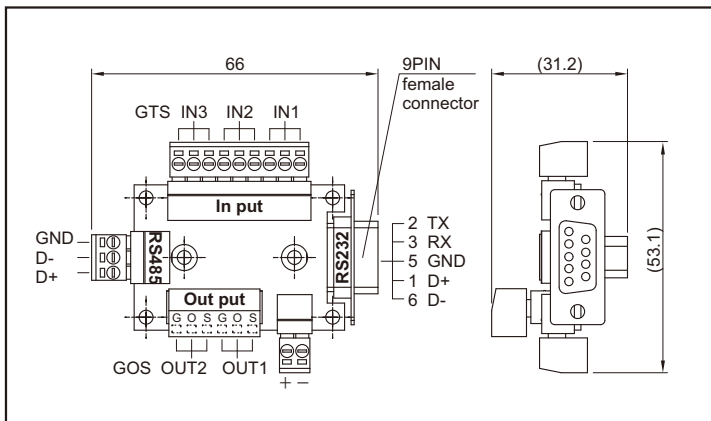 66
9PIN
female
connector
(31.2)
GTS IN3 IN2 IN1
In put
GND
D-
D+
RS485
RS232
2 TX
3 RX
5 GND
1 D+
6 D-
(53.1)
Out put
G O S G O S
GOS OUT2 OUT1
+ −